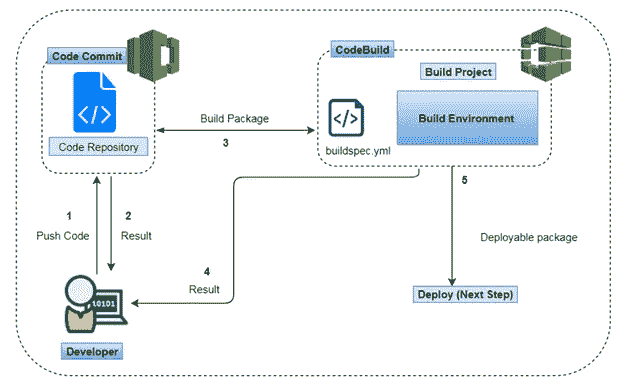 Code Commit
Code Repository
CodeBuild
Build Project
Build Environment
buildspec.yml
Build Package
3
1
Push Code
2
Result
4
Result
5
Deployable package
Deploy (Next Step)
10101
Developer